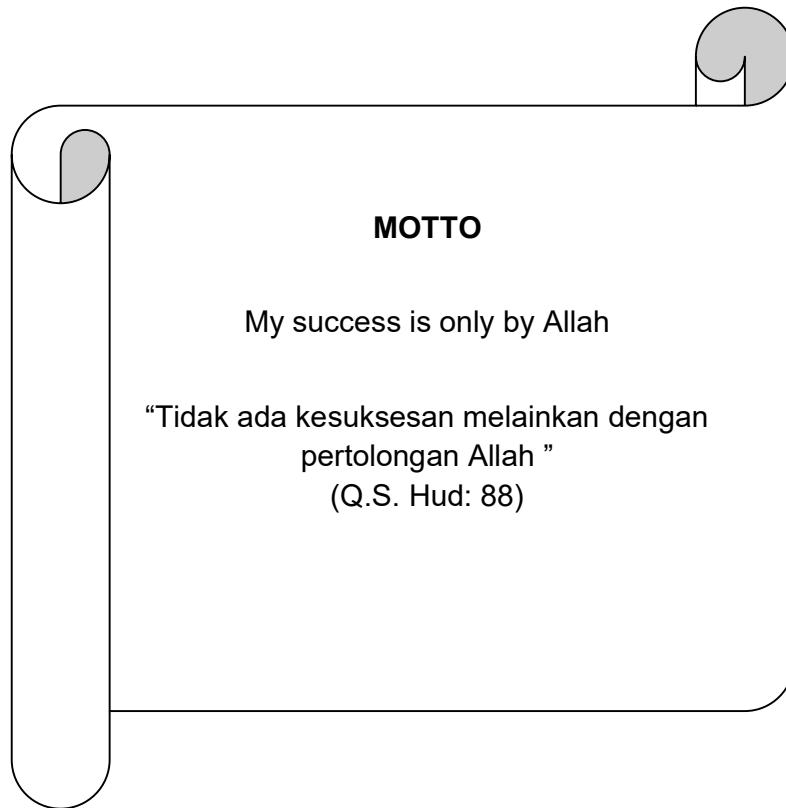 MOTTO
My success is only by Allah
“Tidak ada kesuksesan melainkan dengan
pertolongan Allah ”
(Q.S. Hud: 88)